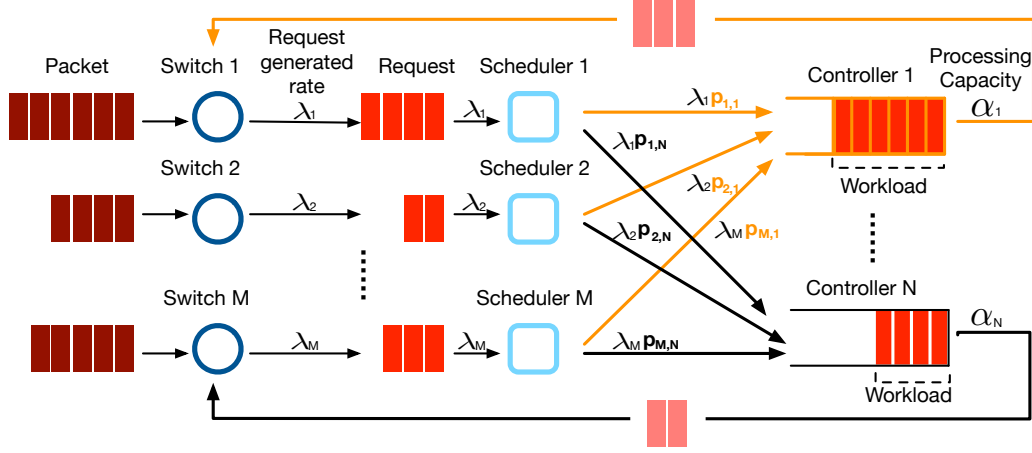 Packet
Switch 1
Request
generated
rate
Request
Scheduler 1
Controller 1
Processing
Capacity
λ₁
λ₁
λ₁p₁,₁
α₁
λ₁p₁,N
Workload
Switch 2
Scheduler 2
λ₂
λ₂
λ₂p₂,₁
λ₂p₂,N
λMpM,₁
Switch M
Scheduler M
Controller N
λM
λM
λMpM,N
αN
Workload